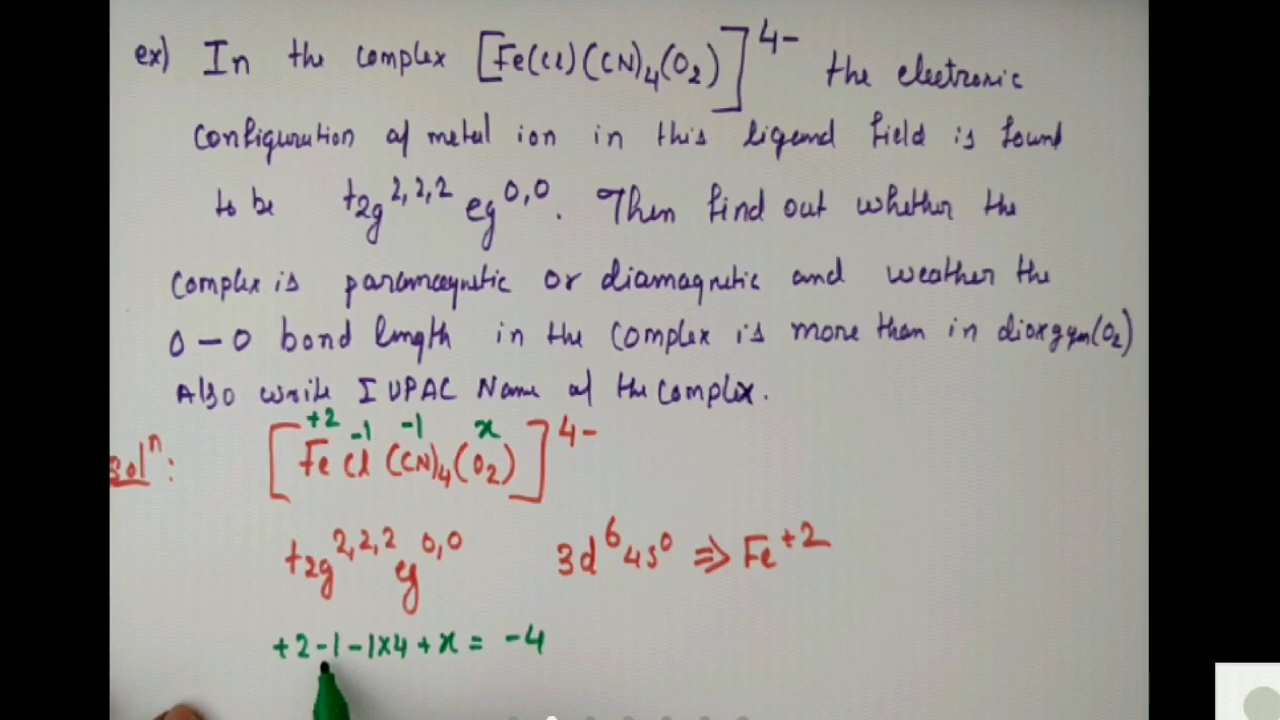 ex) In the complex [Fe(Cl)(CN)₄(O₂)]⁴⁻ the electronic
configuration of metal ion in this ligend field is found
to be t₂g²,²,² eg⁰,⁰. Then find out whether the
complex is paramagnetic or diamagnetic and weather the
O–O bond length in the complex is more than in dioxygen(O₂)
Also write IUPAC Name of the complex.
+2 -1 -1 x
Solⁿ: [Fe Cl (CN)₄(O₂)]⁴⁻
t₂g²,²,² eg⁰,⁰ 3d⁶4s⁰ ⇒ Fe⁺²
+2-1-1×4+x = -4